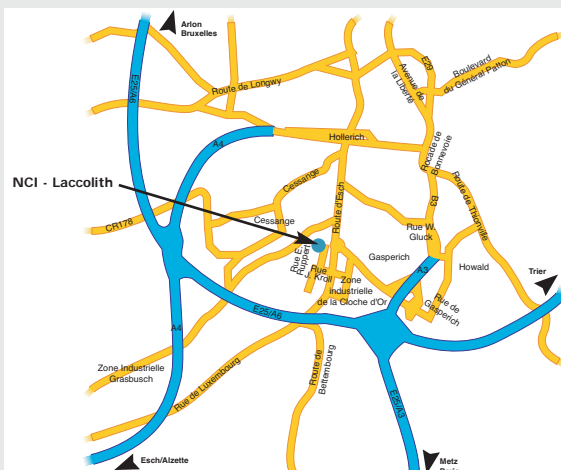 Arlon
Bruxelles
E25/A6
Route de Longwy
Avenue de
la Liberté
E29
Boulevard
du Général Patton
A4
Hollerich
Rocade de
Bonnevoie
NCI - Laccolith
Cessange
Route d'Esch
B3
Route de Thionville
CR178
Cessange
Rue W.
Gluck
Rue E.
Ruppert
Rue
J. Kroll
Gasperich
A3
Howald
Zone
industrielle
de la Cloche d'Or
Rue de
Gasperich
Trier
E25/A6
A4
Zone Industrielle
Grasbusch
Rue de Luxembourg
Route de
Bettembourg
E25/A3
Esch/Alzette
Metz